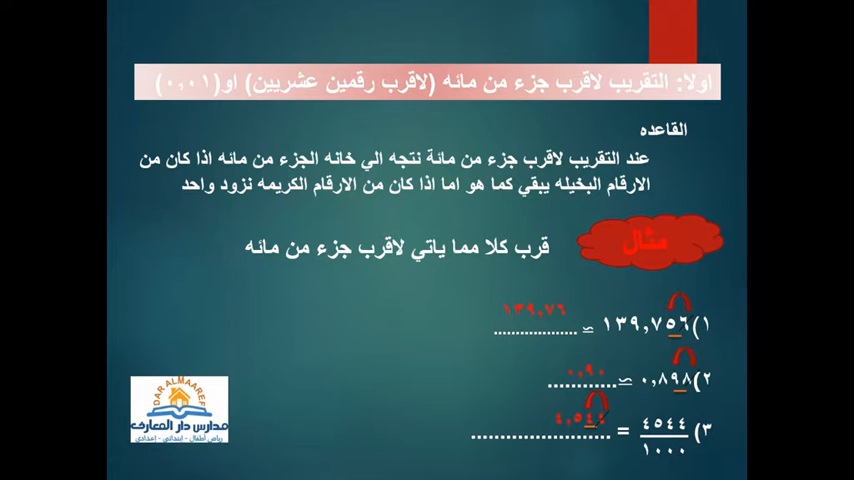 اولا: التقريب لاقرب جزء من مائه (لاقرب رقمين عشريين) او(٠,٠١)
القاعده
عند التقريب لاقرب جزء من مائة نتجه الي خانه الجزء من مائه اذا كان من
الارقام البخيله يبقي كما هو اما اذا كان من الارقام الكريمه نزود واحد
مثال
قرب كلا مما ياتي لاقرب جزء من مائه
١) ١٣٩,٧٥٦ ≃ ................... ١٣٩,٧٦
٢) ٠,٨٩٨ ≃ ............ ٠,٩٠
٣) ٤٥٤٤/١٠٠٠ = ........................ ٤,٥٤٤
DAR ALMAAREF
مدارس دار المعارف
رياض أطفال - ابتدائي - إعدادي